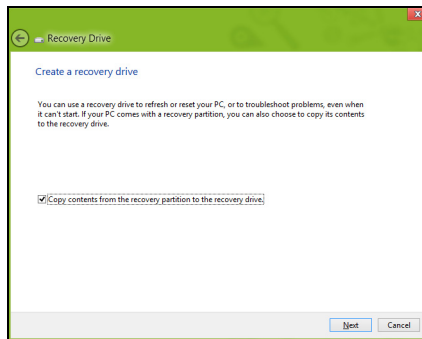 Recovery Drive
Create a recovery drive
You can use a recovery drive to refresh or reset your PC, or to troubleshoot problems, even when
it can't start. If your PC comes with a recovery partition, you can also choose to copy its contents
to the recovery drive.
Copy contents from the recovery partition to the recovery drive.
Next Cancel